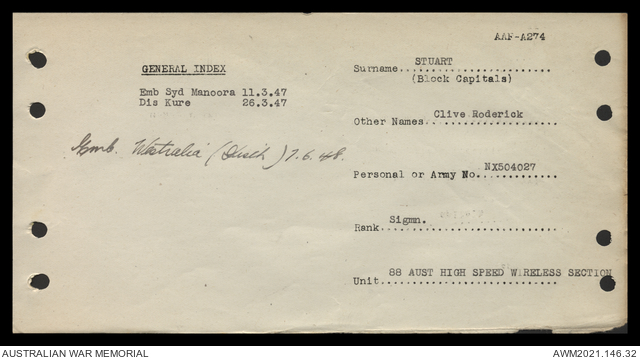 AAF-A274
GENERAL INDEX
Emb Syd Manoora 11.3.47
Dis Kure 26.3.47
Emb. Westralia (Disch) 7.6.48.
Surname....STUART....
(Block Capitals)
Other Names..Clive Roderick....
Personal or Army No..NX504027....
Rank..Sigmn.....
Unit..88 AUST HIGH SPEED WIRELESS SECTION
AUSTRALIAN WAR MEMORIAL
AWM2021.146.32